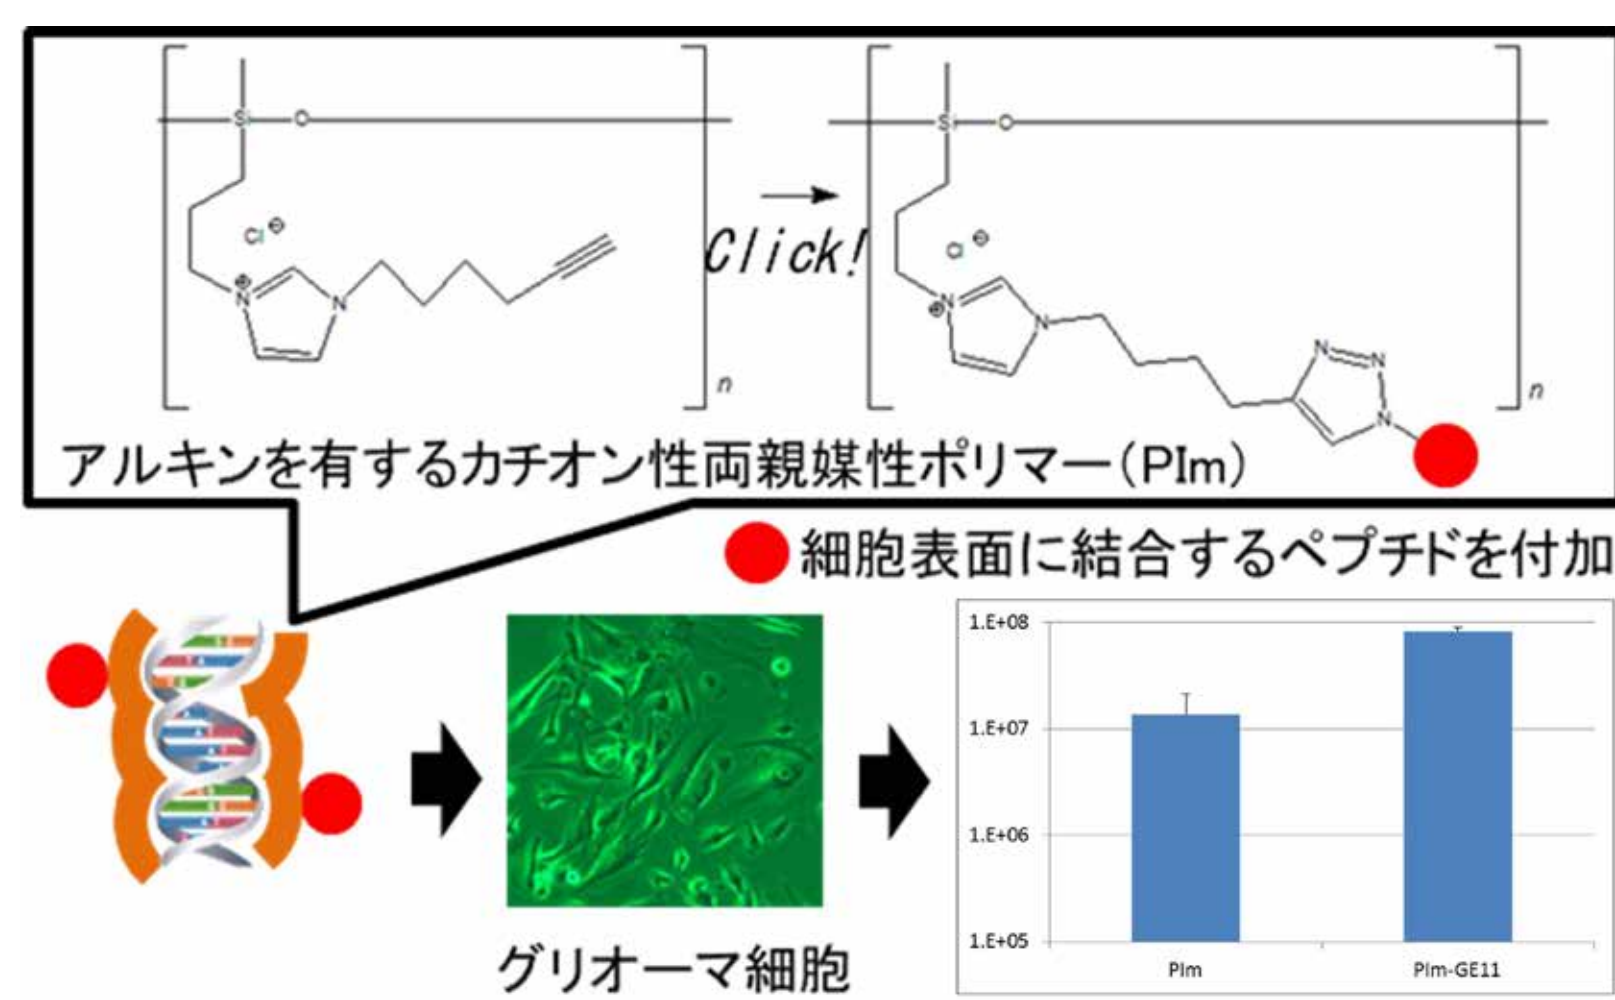 Si
O
Cl ⊖
⊕
N
N
n
Click!
Si
O
Cl ⊖
N
⊕
N
N
N
N
n
アルキンを有するカチオン性両親媒性ポリマー(PIm)
細胞表面に結合するペプチドを付加
グリオーマ細胞
1.E+08
1.E+07
1.E+06
1.E+05
PIm
PIm-GE11